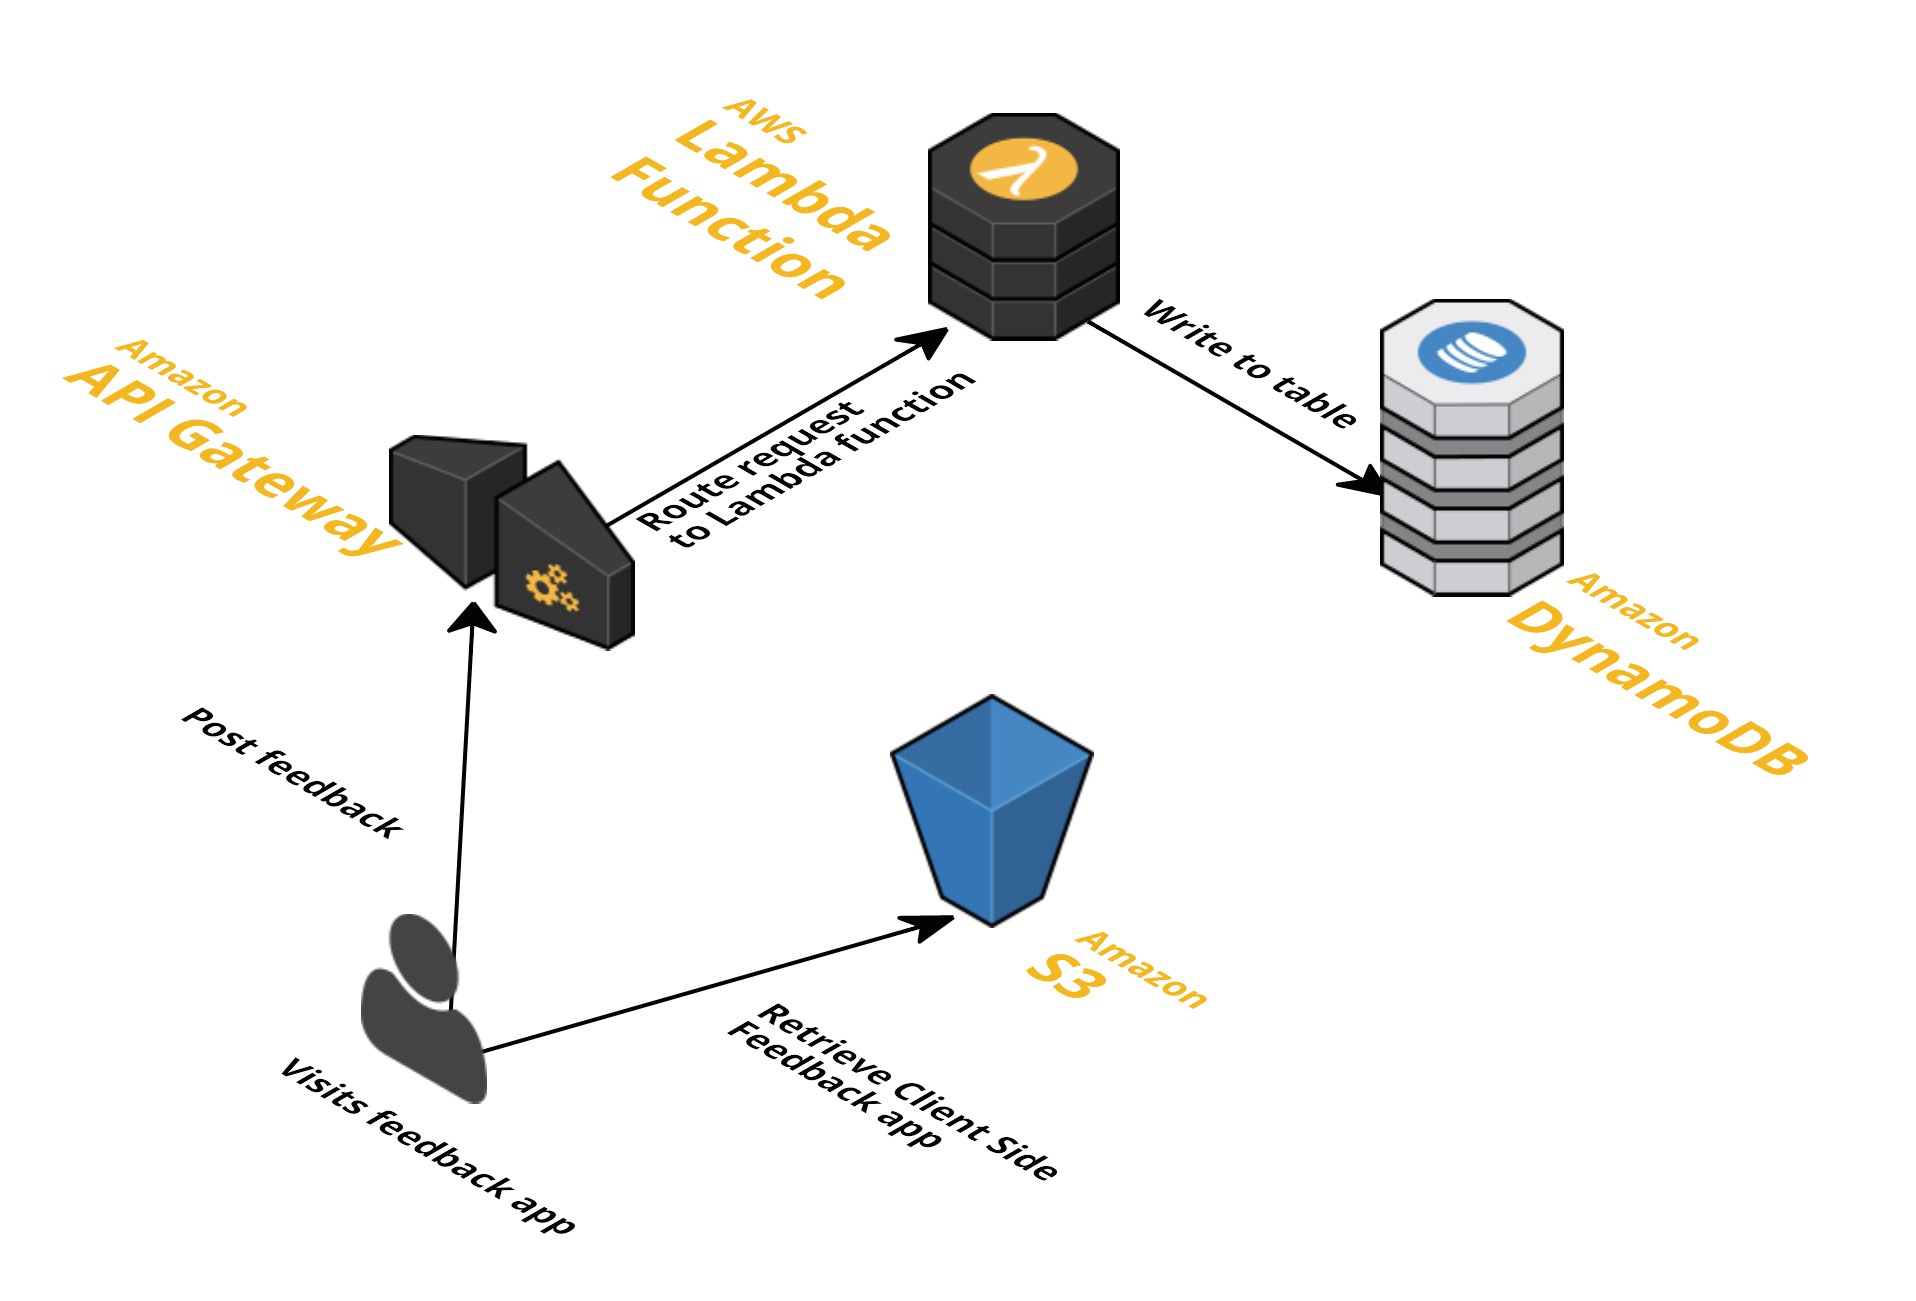 Aws
Lambda
Function
Amazon
API Gateway
Route request
to Lambda function
Write to table
Amazon
DynamoDB
Post feedback
Amazon
S3
Retrieve Client Side
Feedback app
Visits feedback app